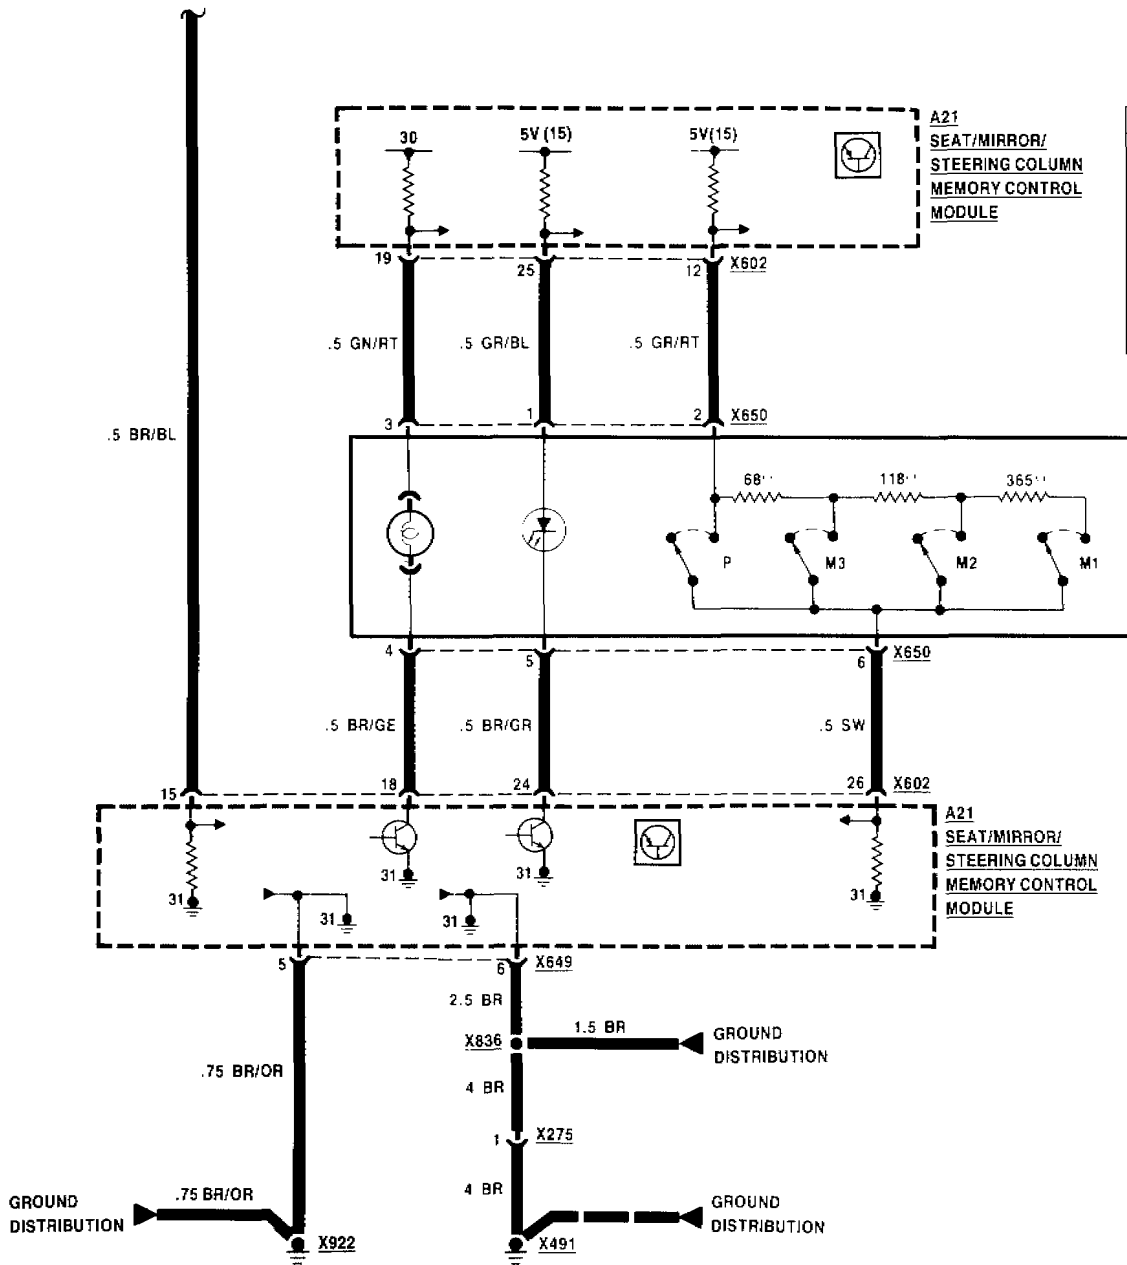 30
5V (15)
5V(15)
A21
SEAT/MIRROR/
STEERING COLUMN
MEMORY CONTROL
MODULE
19
25
12
X602
.5 GN/RT
.5 GR/BL
.5 GR/RT
3
1
2
X650
.5 BR/BL
68
118
365
P
M3
M2
M1
4
5
6
X650
.5 BR/GE
.5 BR/GR
.5 SW
15
18
24
26
X602
A21
SEAT/MIRROR/
STEERING COLUMN
MEMORY CONTROL
MODULE
31
31
31
31
31
31
5
6
X649
2.5 BR
X836
1.5 BR
GROUND
DISTRIBUTION
.75 BR/OR
4 BR
1
X275
4 BR
GROUND
DISTRIBUTION
.75 BR/OR
X922
X491
GROUND
DISTRIBUTION